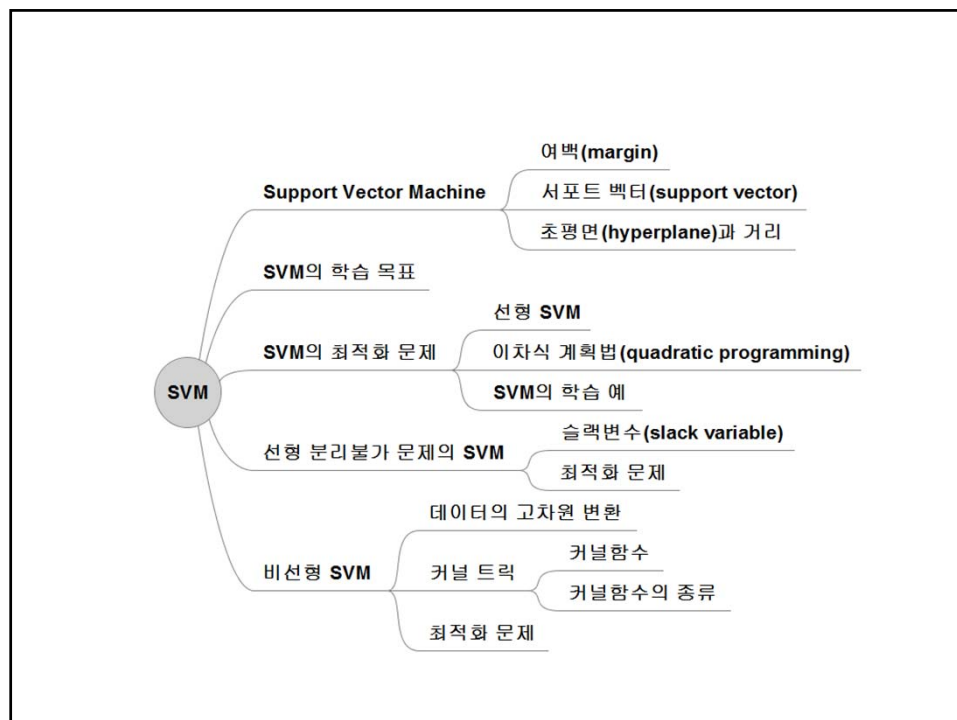 SVM
Support Vector Machine
여백(margin)
서포트 벡터(support vector)
초평면(hyperplane)과 거리
SVM의 학습 목표
SVM의 최적화 문제
선형 SVM
이차식 계획법(quadratic programming)
SVM의 학습 예
선형 분리불가 문제의 SVM
슬랙변수(slack variable)
최적화 문제
비선형 SVM
데이터의 고차원 변환
커널 트릭
커널함수
커널함수의 종류
최적화 문제